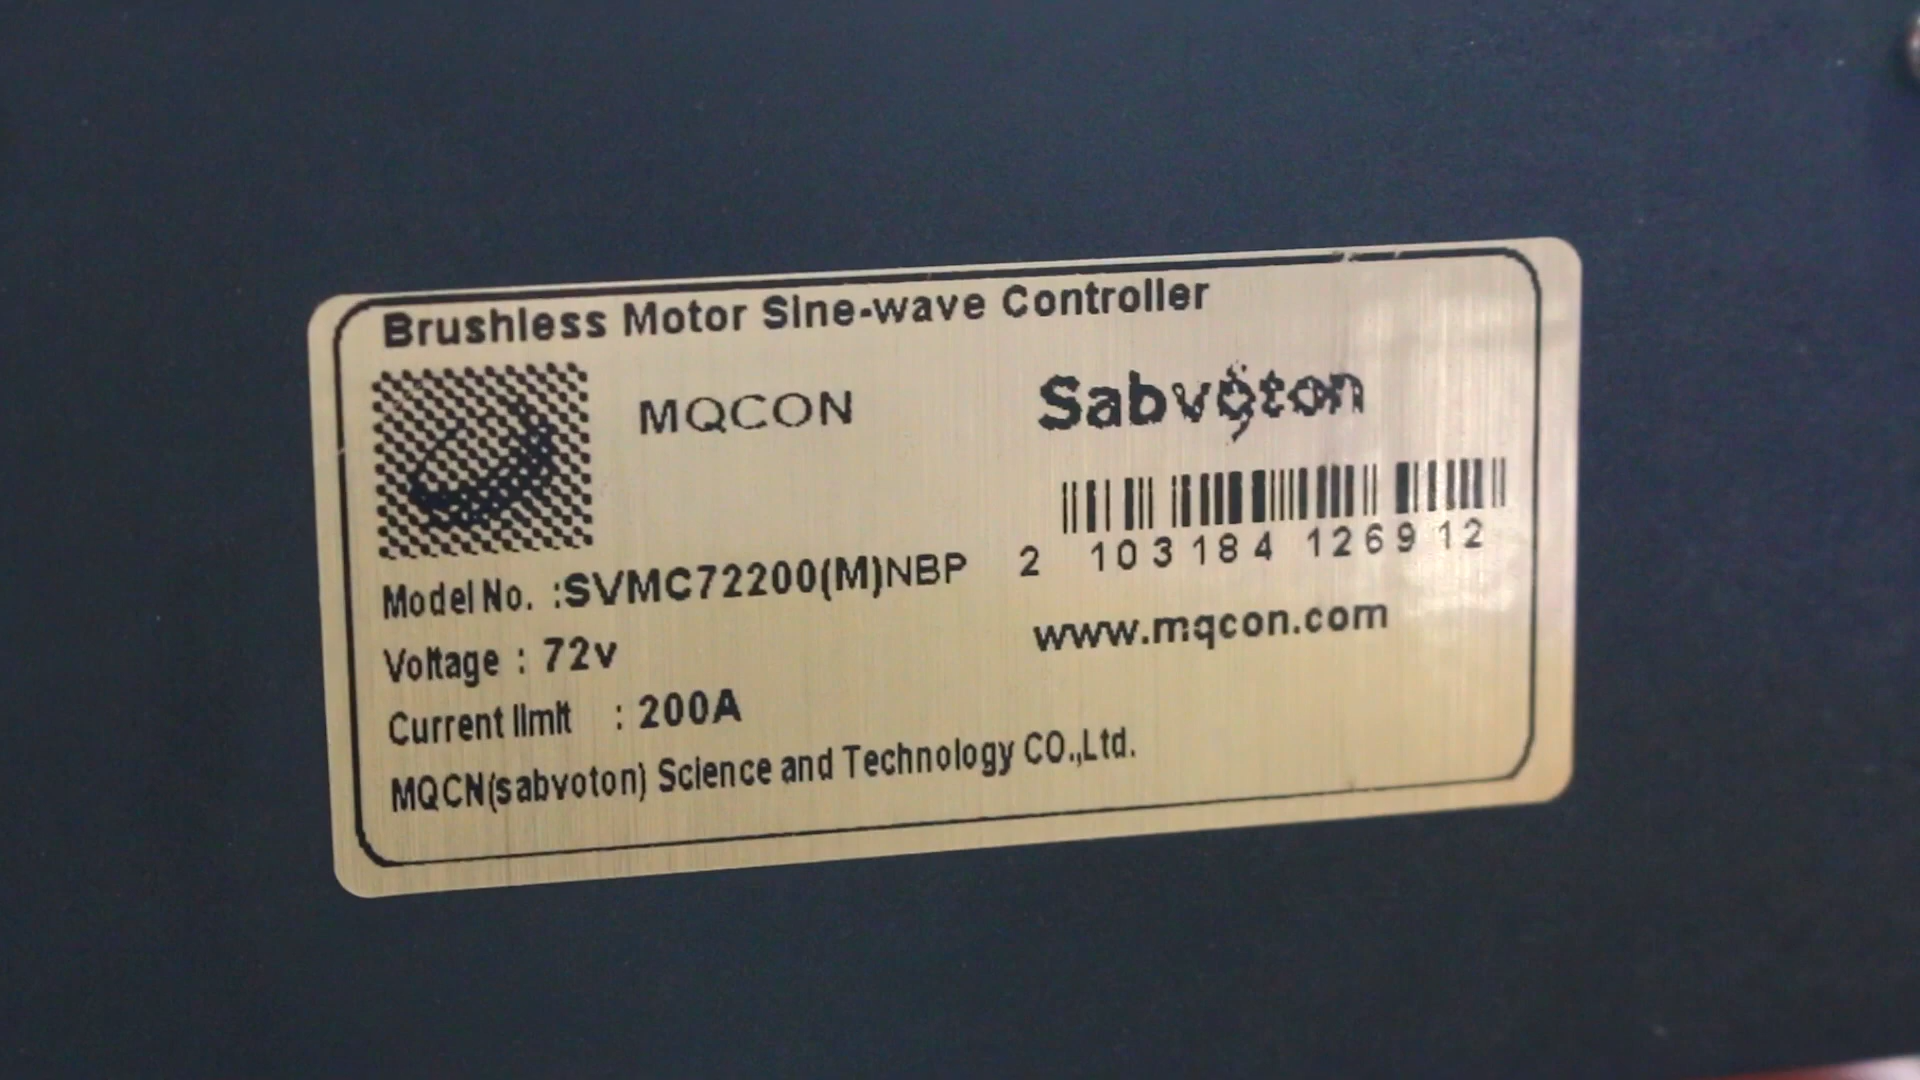 Brushless Motor Sine-wave Controller
MQCON
Sabvoton
2 103184 126912
Model No. :SVMC72200(M)NBP
www.mqcon.com
Voltage : 72v
Current limit : 200A
MQCN(sabvoton) Science and Technology CO.,Ltd.